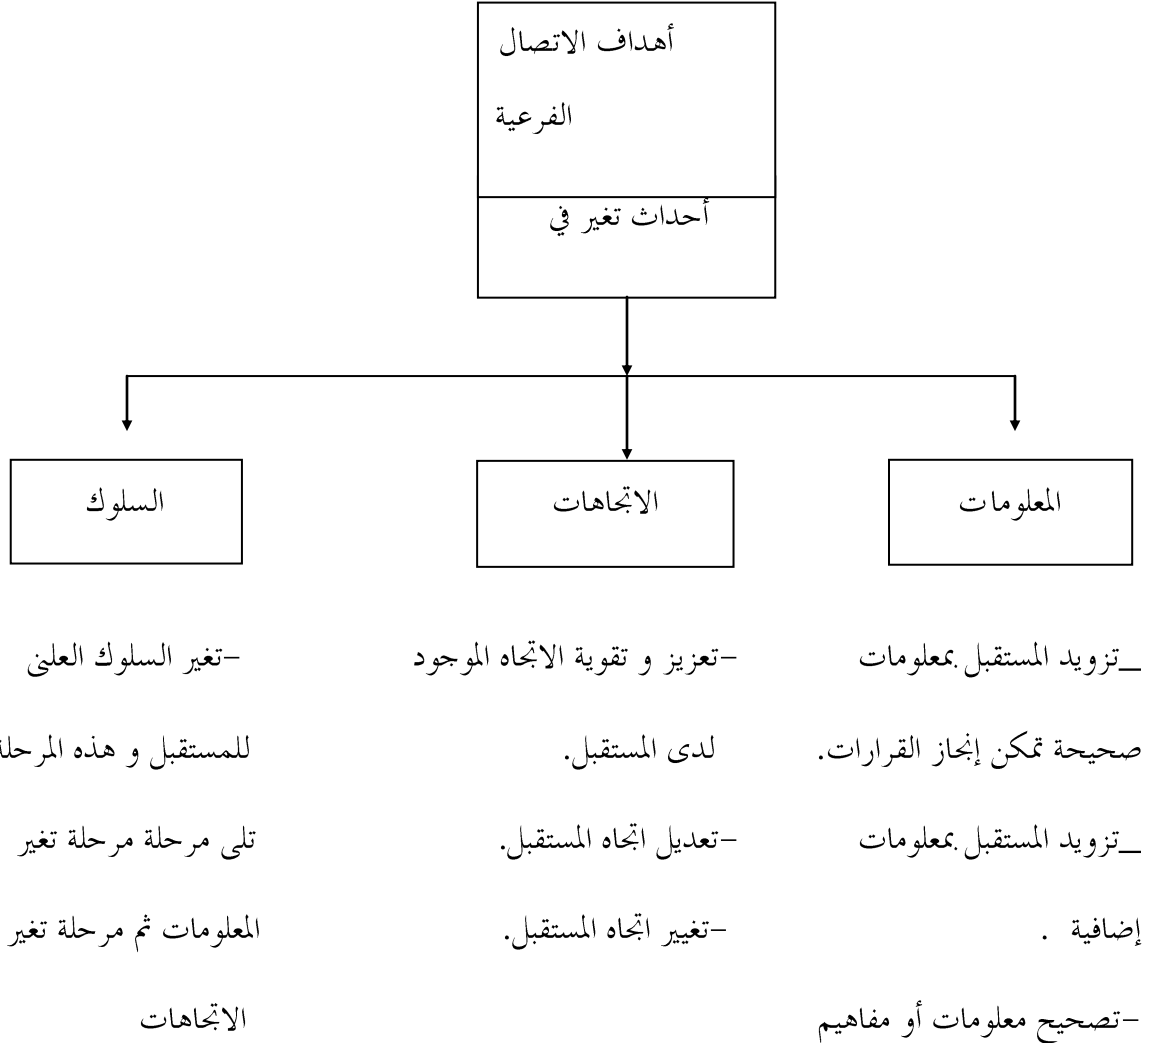 أهداف الاتصال
الفرعية
أحداث تغير في
المعلومات
الاتجاهات
السلوك
_تزويد المستقبل بمعلومات
صحيحة تمكن إنجاز القرارات.
_تزويد المستقبل بمعلومات
إضافية .
-تصحيح معلومات أو مفاهيم
-تعزيز و تقوية الاتجاه الموجود
لدى المستقبل.
-تعديل اتجاه المستقبل.
-تغيير اتجاه المستقبل.
-تغير السلوك العلنى
للمستقبل و هذه المرحلة
تلى مرحلة مرحلة تغير
المعلومات ثم مرحلة تغير
الاتجاهات